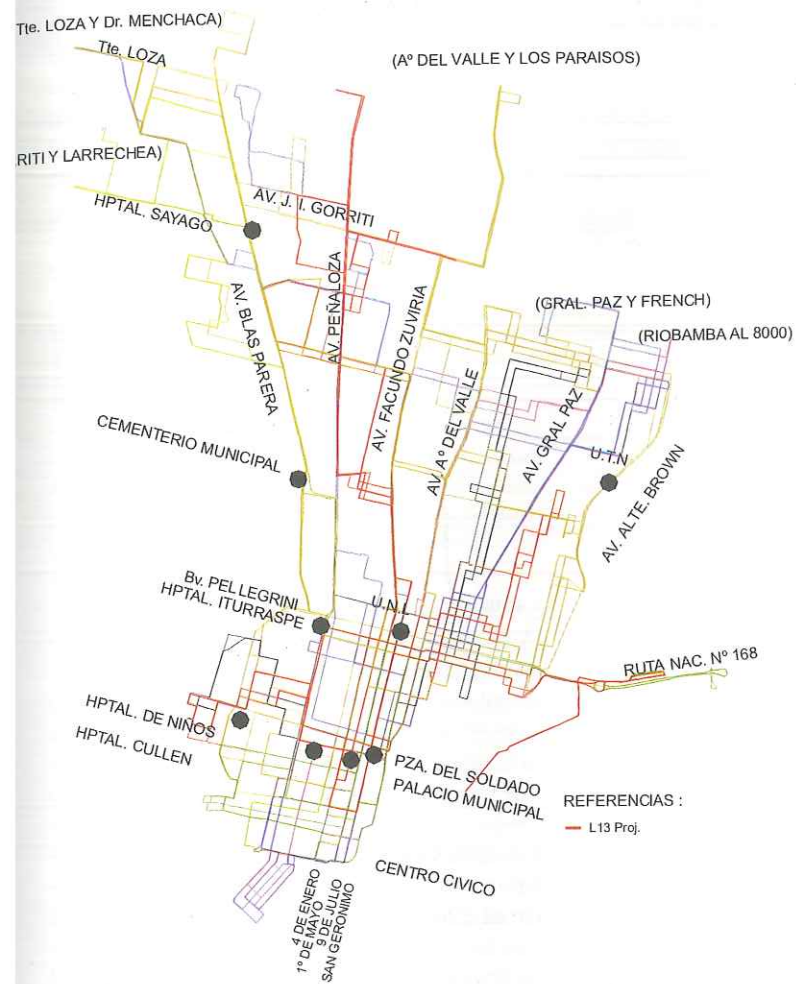 Tte. LOZA Y Dr. MENCHACA)
Tte. LOZA
(Aº DEL VALLE Y LOS PARAISOS)
RITI Y LARRECHEA)
HPTAL. SAYAGO
AV. J. I. GORRITI
AV. BLAS PARERA
AV. PEÑALOZA
AV. FACUNDO ZUVIRIA
AV. Aº DEL VALLE
(GRAL. PAZ Y FRENCH)
(RIOBAMBA AL 8000)
AV. GRAL PAZ
U.T.N
AV. ALTE. BROWN
CEMENTERIO MUNICIPAL
Bv. PELLEGRINI
HPTAL. ITURRASPE
U.N.L
RUTA NAC. Nº 168
HPTAL. DE NIÑOS
HPTAL. CULLEN
PZA. DEL SOLDADO
PALACIO MUNICIPAL
REFERENCIAS :
L13 Proj.
CENTRO CIVICO
4 DE ENERO
1º DE MAYO
9 DE JULIO
SAN GERONIMO